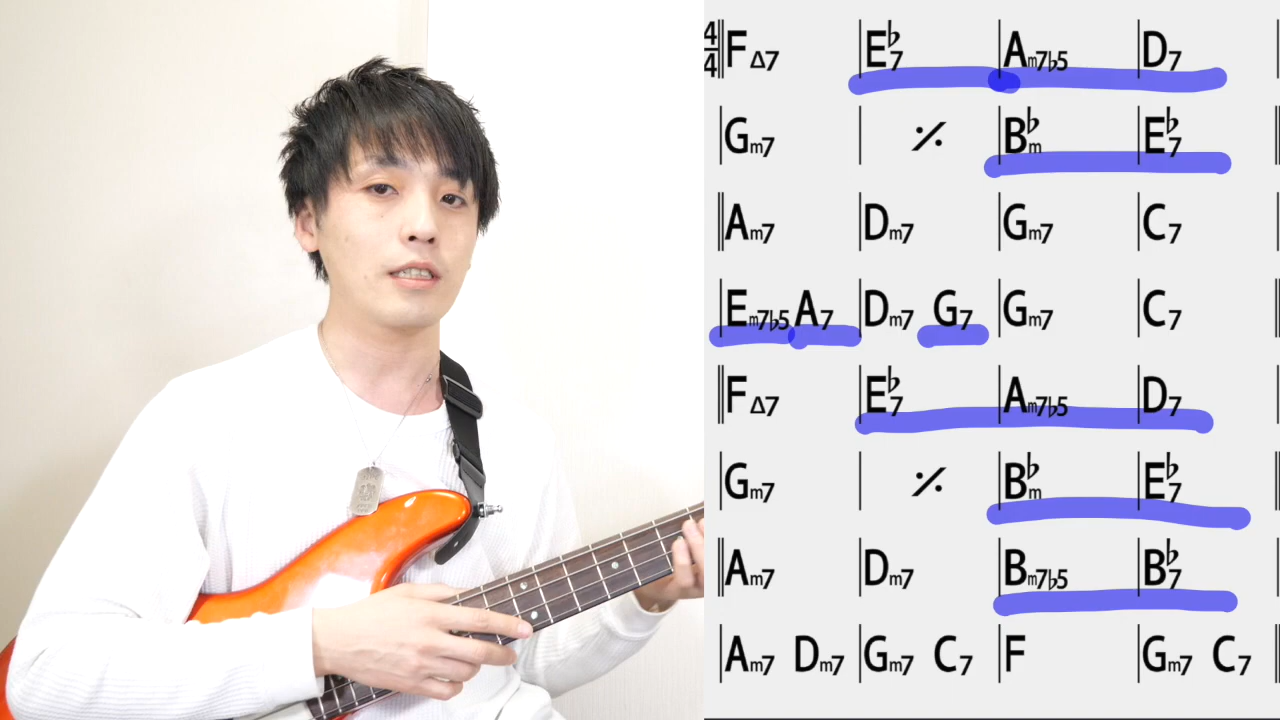 4/4 FΔ7 | E♭7 | Am7♭5 | D7
Gm7 | 𝄎 | B♭m | E♭7
Am7 | Dm7 | Gm7 | C7
Em7♭5 A7 | Dm7 G7 | Gm7 | C7
FΔ7 | E♭7 | Am7♭5 | D7
Gm7 | 𝄎 | B♭m | E♭7
Am7 | Dm7 | Bm7♭5 | B♭7
Am7 Dm7 | Gm7 C7 | F | Gm7 C7